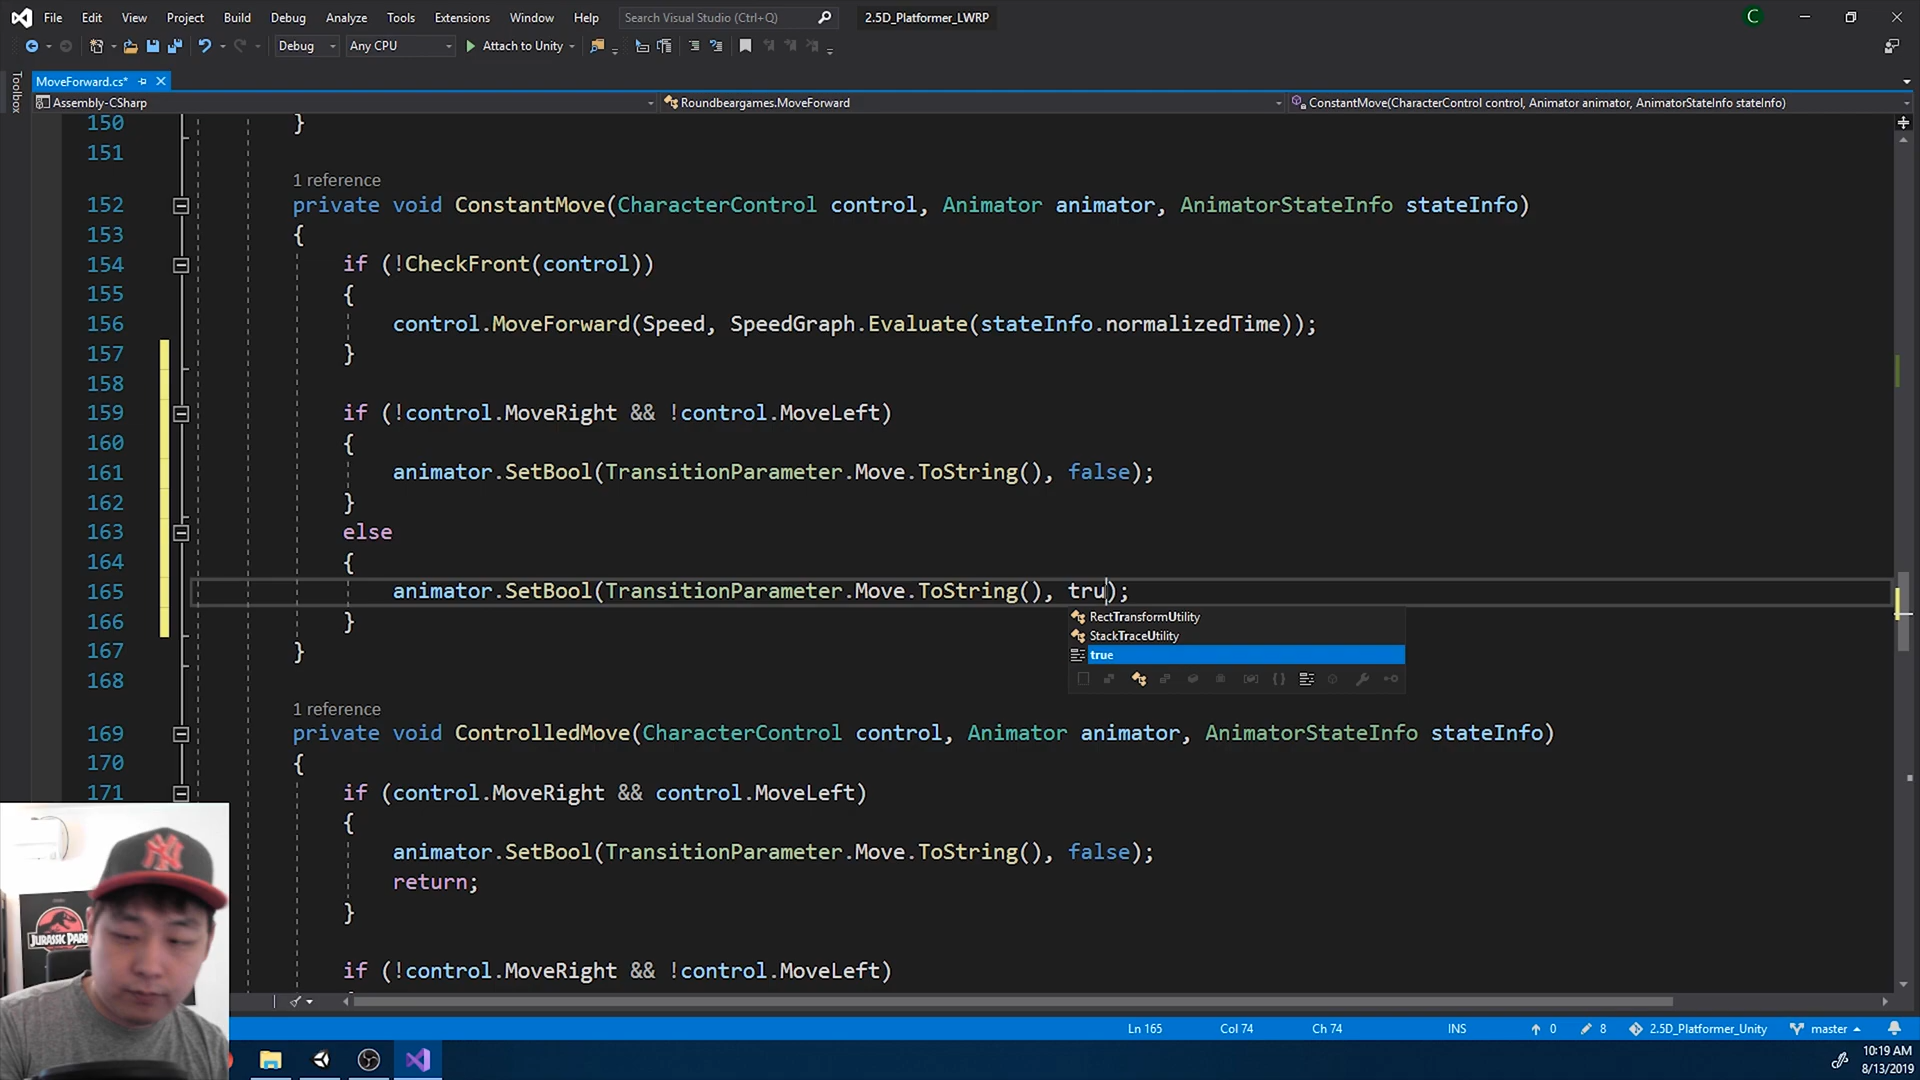 File Edit View Project Build Debug Analyze Tools Extensions Window Help Search Visual Studio (Ctrl+Q) 2.5D_Platformer_LWRP C
Debug Any CPU Attach to Unity
Toolbox
MoveForward.cs*
Assembly-CSharp Roundbeargames.MoveForward ConstantMove(CharacterControl control, Animator animator, AnimatorStateInfo stateInfo)
150 }
151
1 reference
152 private void ConstantMove(CharacterControl control, Animator animator, AnimatorStateInfo stateInfo)
153 {
154 if (!CheckFront(control))
155 {
156 control.MoveForward(Speed, SpeedGraph.Evaluate(stateInfo.normalizedTime));
157 }
158
159 if (!control.MoveRight && !control.MoveLeft)
160 {
161 animator.SetBool(TransitionParameter.Move.ToString(), false);
162 }
163 else
164 {
165 animator.SetBool(TransitionParameter.Move.ToString(), tru);
166 }
RectTransformUtility
StackTraceUtility
true
167 }
168
1 reference
169 private void ControlledMove(CharacterControl control, Animator animator, AnimatorStateInfo stateInfo)
170 {
171 if (control.MoveRight && control.MoveLeft)
{
animator.SetBool(TransitionParameter.Move.ToString(), false);
return;
}
if (!control.MoveRight && !control.MoveLeft)
JURASSIC PARK
Ln 165 Col 74 Ch 74 INS 0 8 2.5D_Platformer_Unity master
10:19 AM
8/13/2019